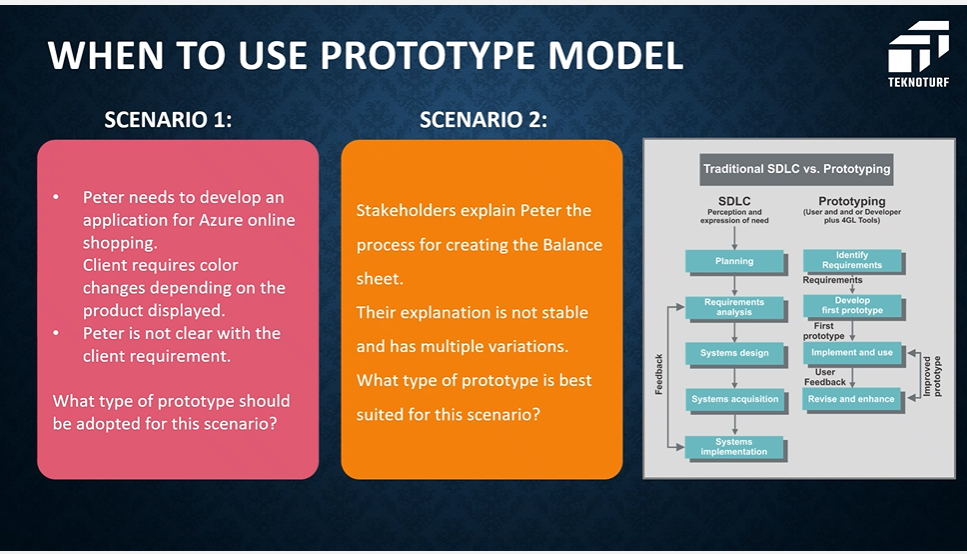 WHEN TO USE PROTOTYPE MODEL
TEKNOTURF
SCENARIO 1:
• Peter needs to develop an
application for Azure online
shopping.
Client requires color
changes depending on the
product displayed.
• Peter is not clear with the
client requirement.
What type of prototype should
be adopted for this scenario?
SCENARIO 2:
Stakeholders explain Peter the
process for creating the Balance
sheet.
Their explanation is not stable
and has multiple variations.
What type of prototype is best
suited for this scenario?
Traditional SDLC vs. Prototyping
SDLC
Perception and
expression of need
Planning
Requirements
analysis
Systems design
Systems acquisition
Systems
implementation
Feedback
Prototyping
(User and and or Developer
plus 4GL Tools)
Identify
Requirements
Requirements
Develop
first prototype
First
prototype
Implement and use
User
Feedback
Revise and enhance
Improved
prototype